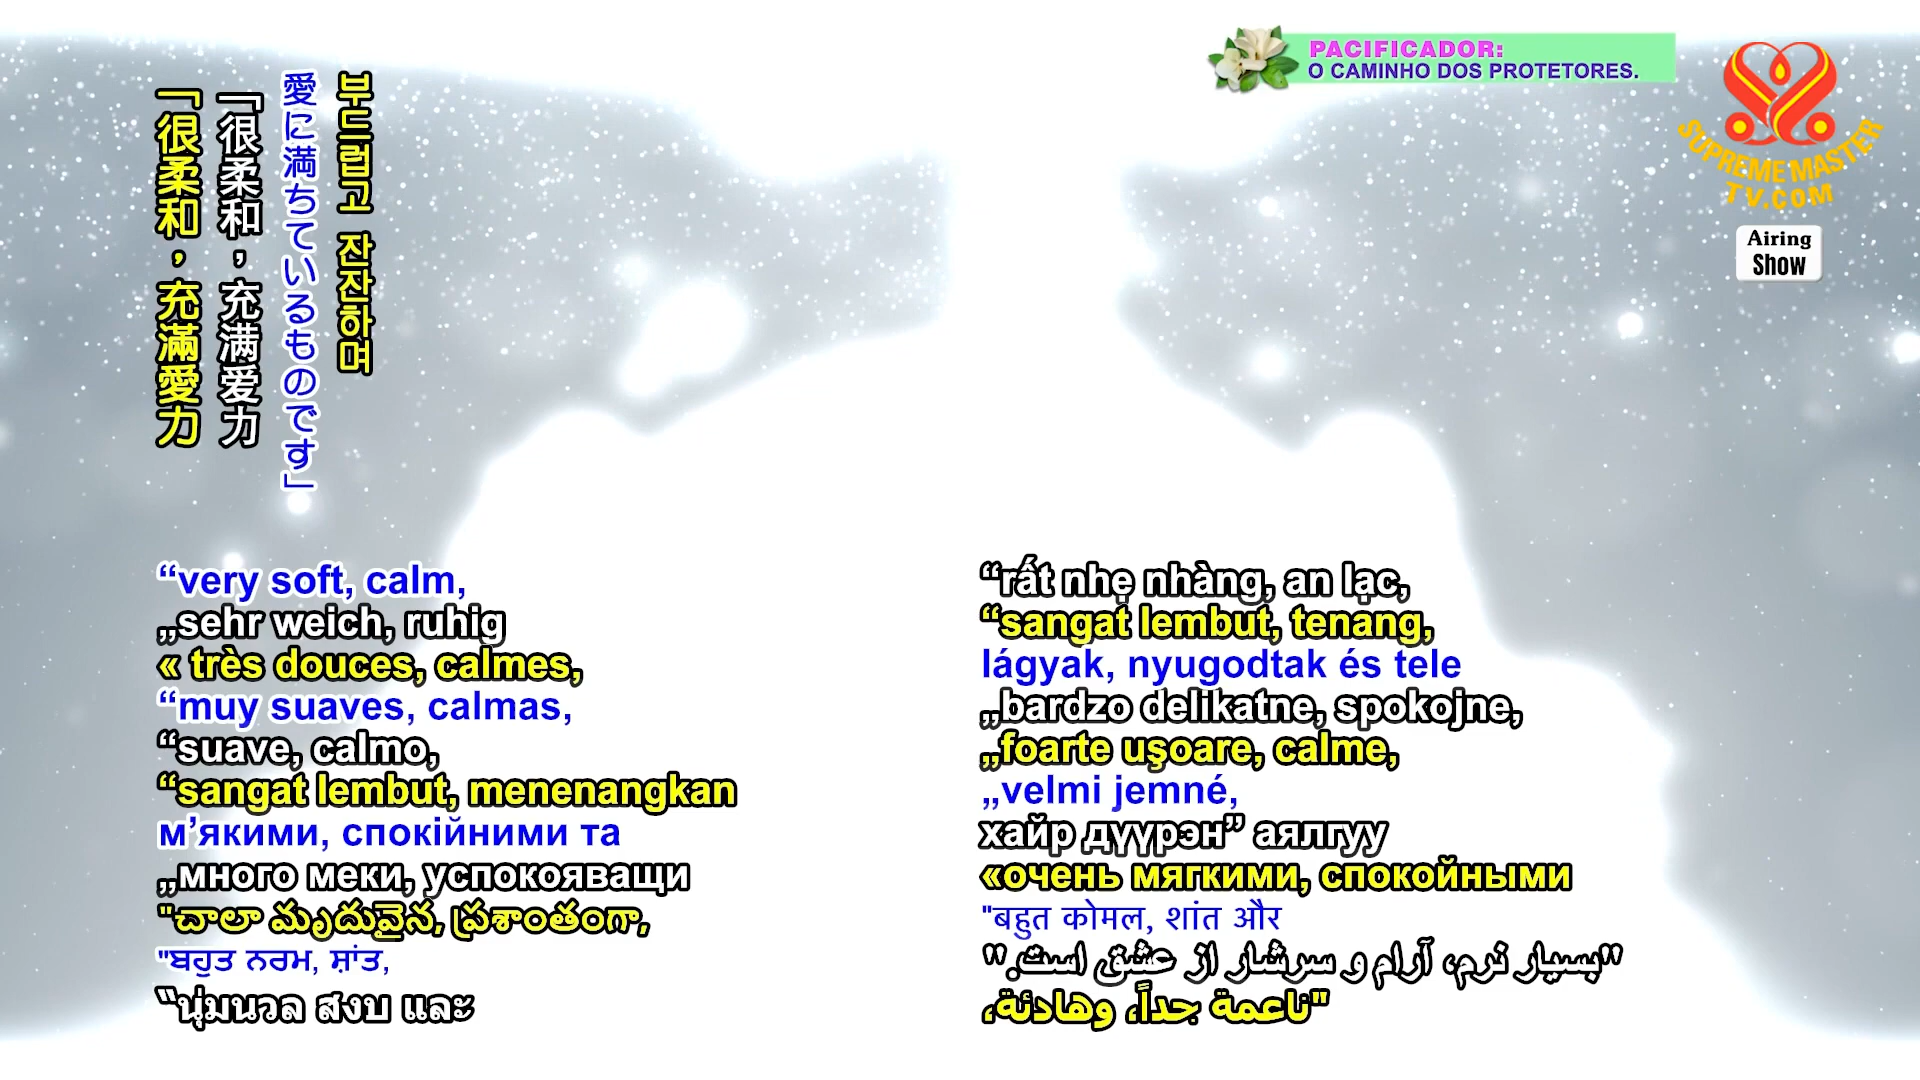 PACIFICADOR:
O CAMINHO DOS PROTETORES.
SUPREME MASTER
TV.COM
Airing
Show
「很柔和，充滿愛力
「很柔和，充满爱力
愛に満ちているものです」
부드럽고 잔잔하며
“very soft, calm,
„sehr weich, ruhig
« très douces, calmes,
“muy suaves, calmas,
“suave, calmo,
“sangat lembut, menenangkan
м’якими, спокійними та
„много меки, успокояващи
"చాలా మృదువైన, ప్రశాంతంగా,
"ਬਹੁਤ ਨਰਮ, ਸ਼ਾਂਤ,
“นุ่มนวล สงบ และ
“rất nhẹ nhàng, an lạc,
“sangat lembut, tenang,
lágyak, nyugodtak és tele
„bardzo delikatne, spokojne,
„foarte uşoare, calme,
„velmi jemné,
хайр дүүрэн” аялгуу
«очень мягкими, спокойными
"बहुत कोमल, शांत और
"بسیار نرم، آرام و سرشار از عشق است."
"ناعمة جداً، وهادئة،